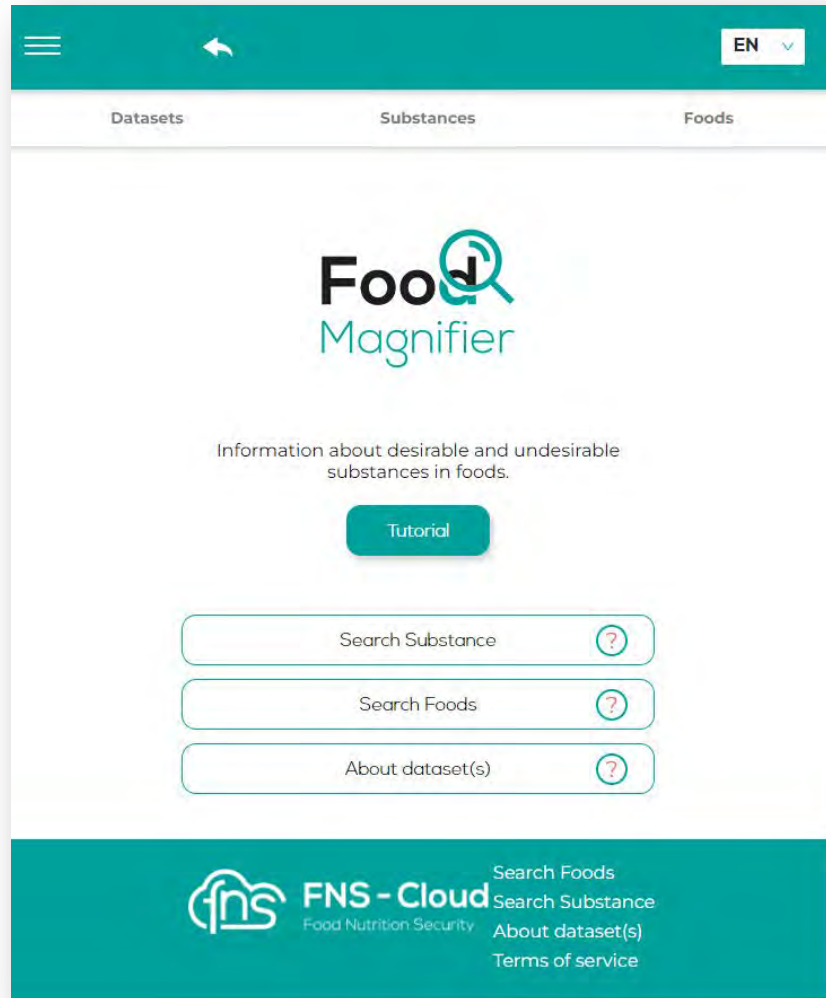 EN
Datasets Substances Foods
Food
Magnifier
Information about desirable and undesirable
substances in foods.
Tutorial
Search Substance ?
Search Foods ?
About dataset(s) ?
fns FNS - Cloud
Food Nutrition Security
Search Foods
Search Substance
About dataset(s)
Terms of service